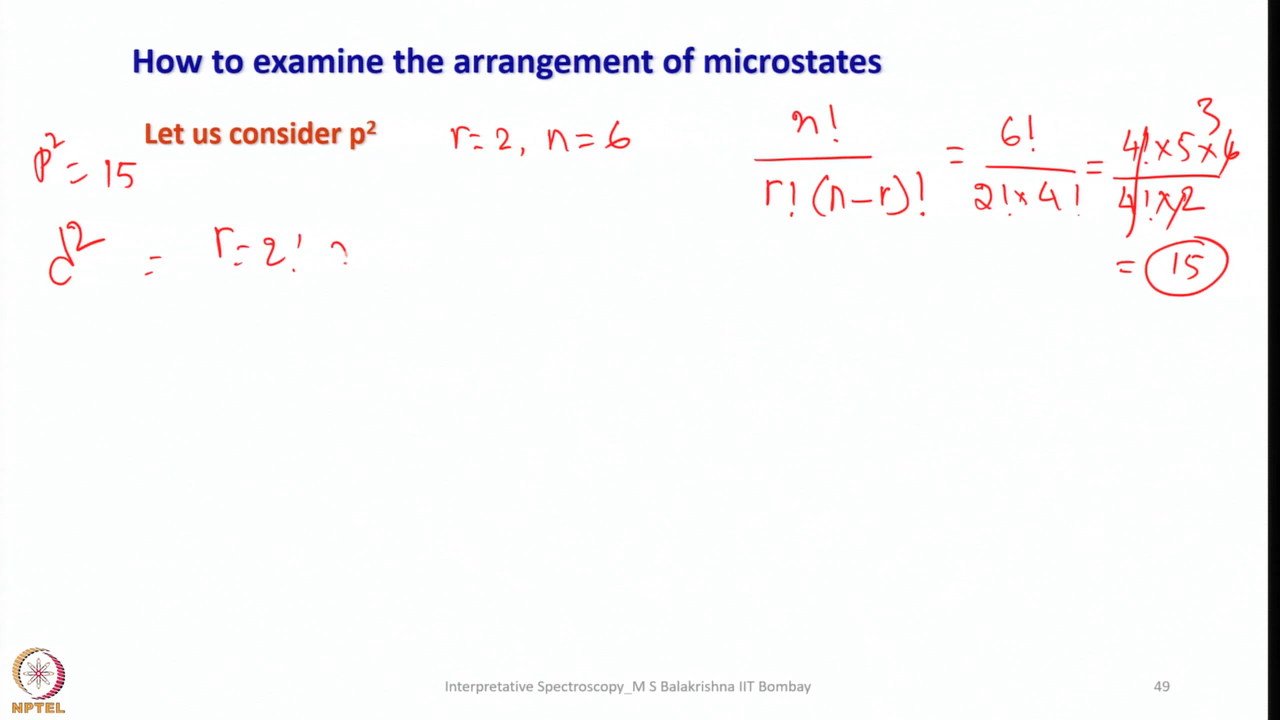 How to examine the arrangement of microstates
Let us consider p²
r = 2, n = 6
n! / r! (n - r)! = 6! / 2! × 4! = 4! × 5 × 6 / 4! × 2
3
= 15
p² = 15
d² = r = 2!
Interpretative Spectroscopy_M S Balakrishna IIT Bombay
49
NPTEL